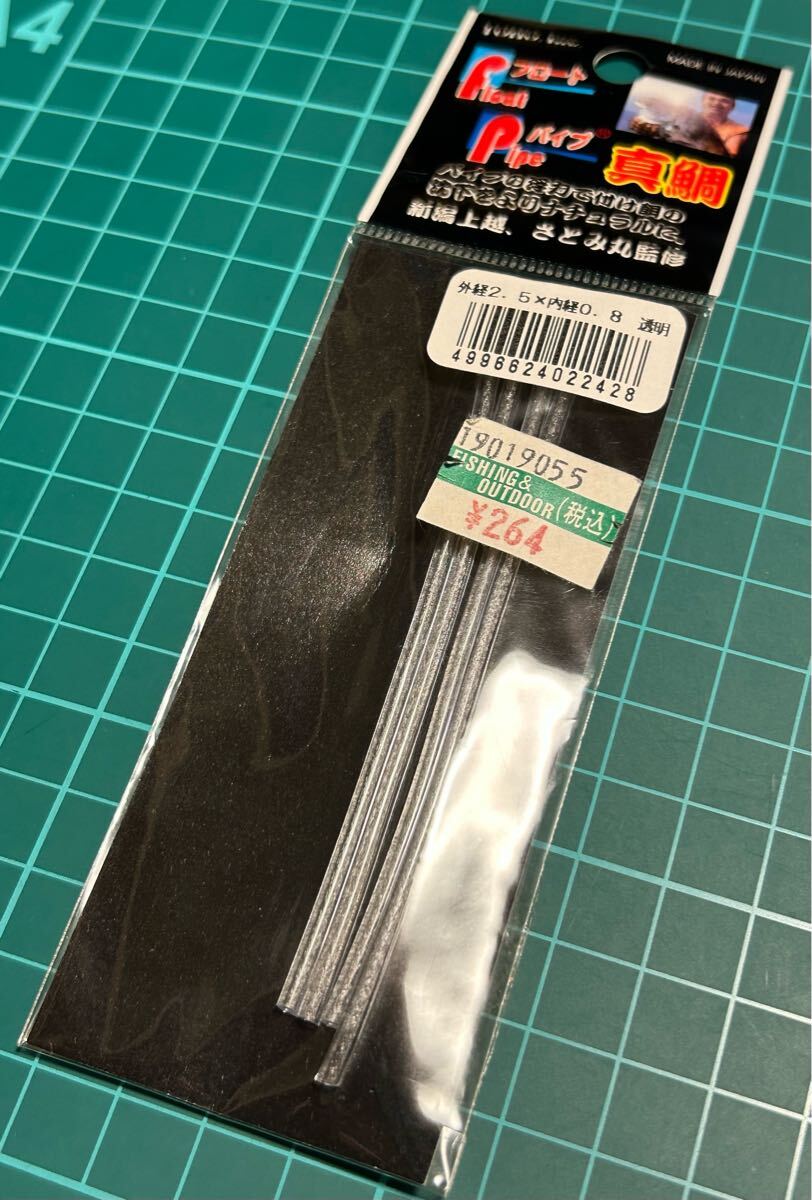 A4
MADE IN JAPAN
Float フロート
Pipe パイプ®
真鯛
パイプの浮力で付け餌の
落下をよりナチュラルに、
新潟上越、さとみ丸監修
外経2.5×内経0.8 透明
4996624022428
19019055
FISHING&
OUTDOOR(税込)
¥264